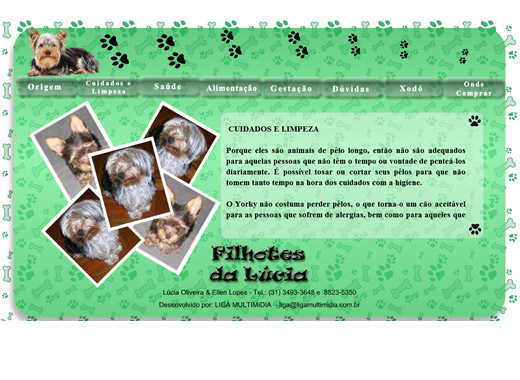 Origem
Cuidados e
Limpeza
Saúde
Alimentação
Gestação
Dúvidas
Xodó
Onde
Comprar
CUIDADOS E LIMPEZA
Porque eles são animais de pêlo longo, então não são adequados
para aquelas pessoas que não têm o tempo ou vontade de penteá-los
diariamente. É possível tosar ou cortar seus pêlos para que não
tomem tanto tempo na hora dos cuidados com a higiene.
O Yorky não costuma perder pêlos, o que torna-o um cão aceitável
para as pessoas que sofrem de alergias, bem como para aqueles que
Filhotes
da Lúcia
Lúcia Oliveira & Ellen Lopes - Tel.: (31) 3493-3648 e 8823-5350
Desenvolvido por: LIGA MULTIMÍDIA - liga@ligamultimidia.com.br